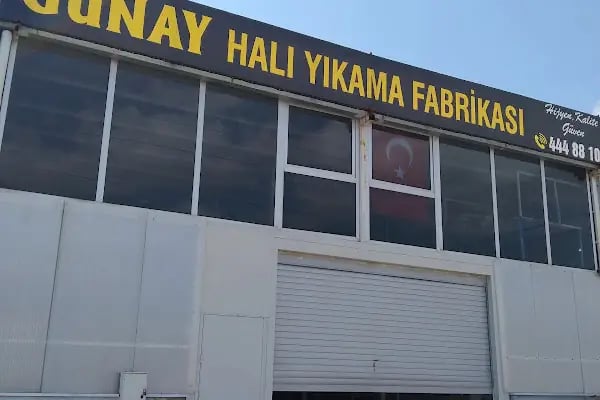 GÜNAY HALI YIKAMA FABRİKASI
Hijyen, Kalite
Güven
444 88 10